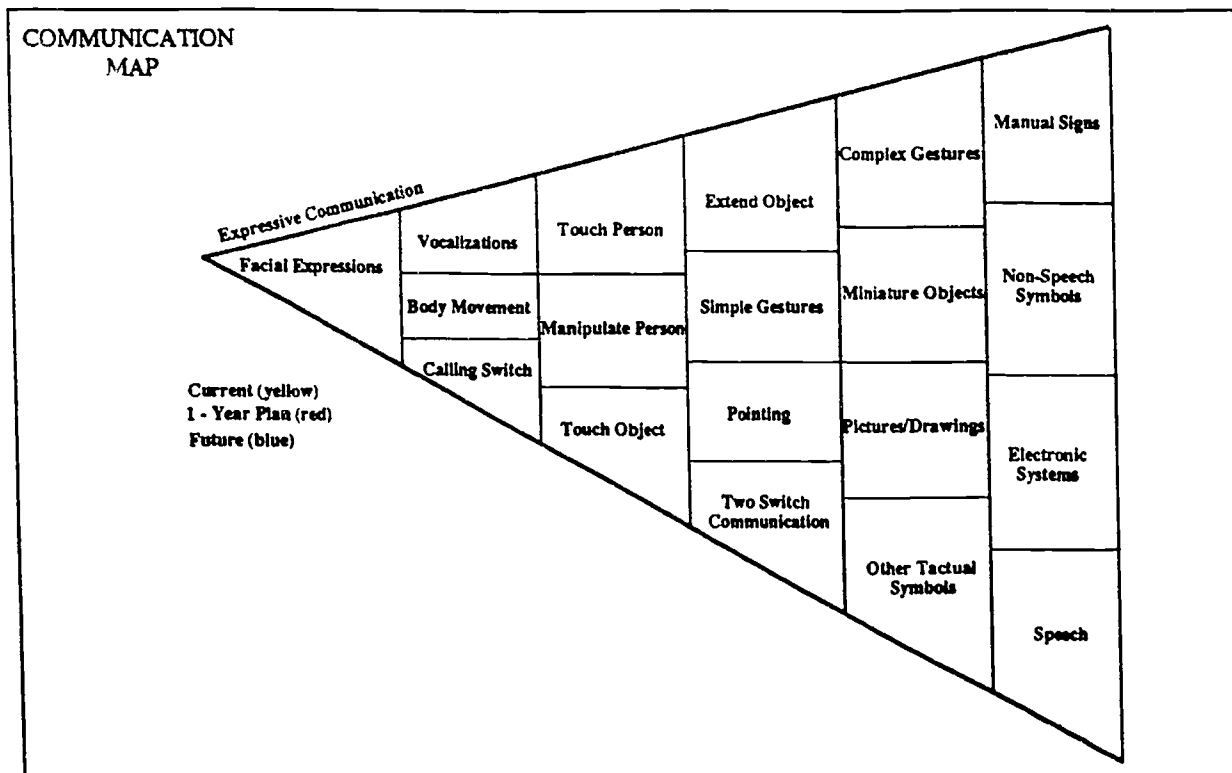 COMMUNICATION
MAP
Expressive Communication
Facial Expressions
Vocalizations
Body Movement
Calling Switch
Touch Person
Manipulate Person
Touch Object
Extend Object
Simple Gestures
Pointing
Two Switch
Communication
Complex Gestures
Miniature Objects
Pictures/Drawings
Other Tactual
Symbols
Manual Signs
Non-Speech
Symbols
Electronic
Systems
Speech
Current (yellow)
1 - Year Plan (red)
Future (blue)